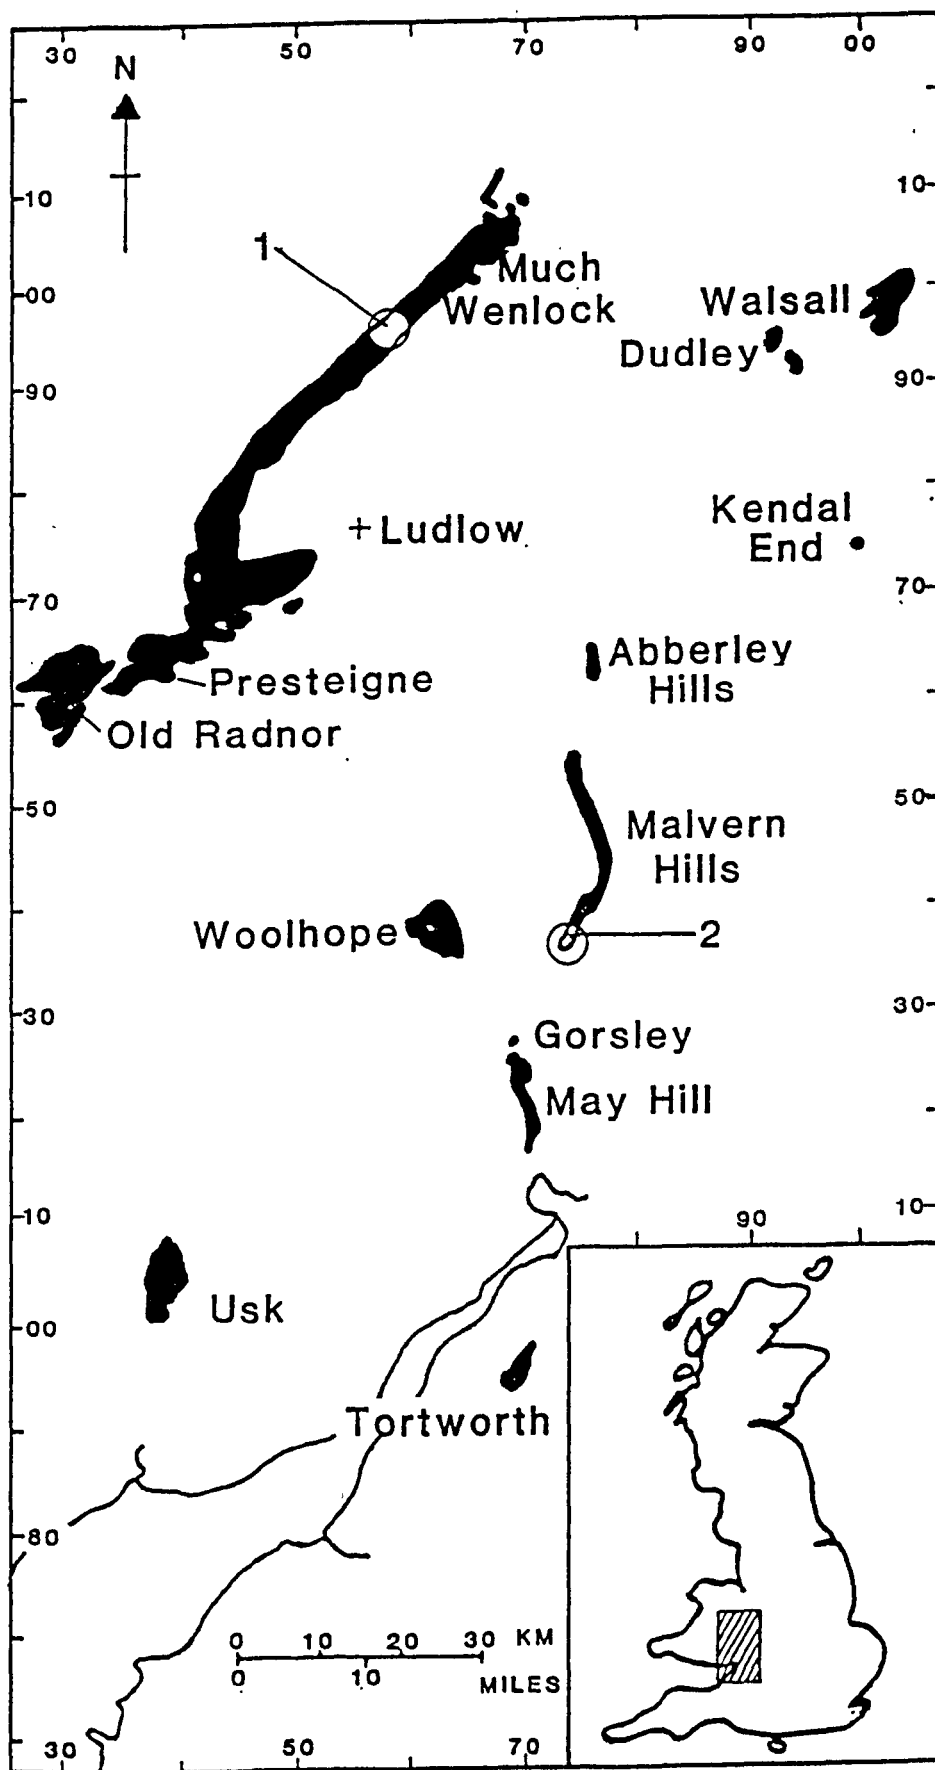 30 50 70 90 00
N
10 10
1
Much
Wenlock
00
Walsall
Dudley
90 90
+Ludlow
Kendal
End
70 70
Abberley
Hills
Presteigne
Old Radnor
50 50
Malvern
Hills
Woolhope
2
30 30
Gorsley
May Hill
10 10
90
Usk
00
Tortworth
80
0 10 20 30 KM
0 10 MILES
30 50 70